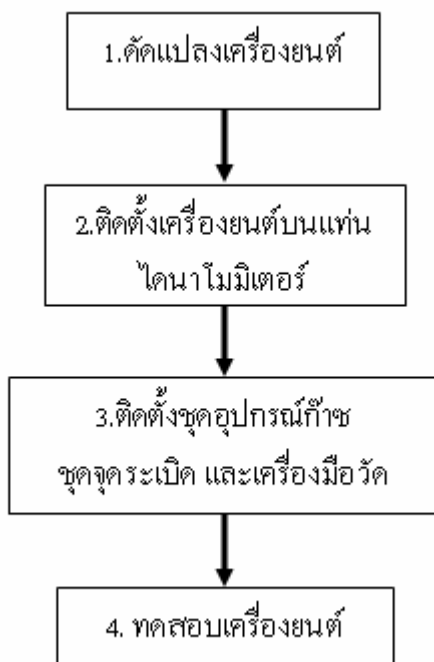 1.ดัดแปลงเครื่องยนต์
2.ติดตั้งเครื่องยนต์บนแท่น
ไดนาโมมิเตอร์
3.ติดตั้งชุดอุปกรณ์ก๊าซ
ชุดจุดระเบิด และเครื่องมือวัด
4. ทดสอบเครื่องยนต์